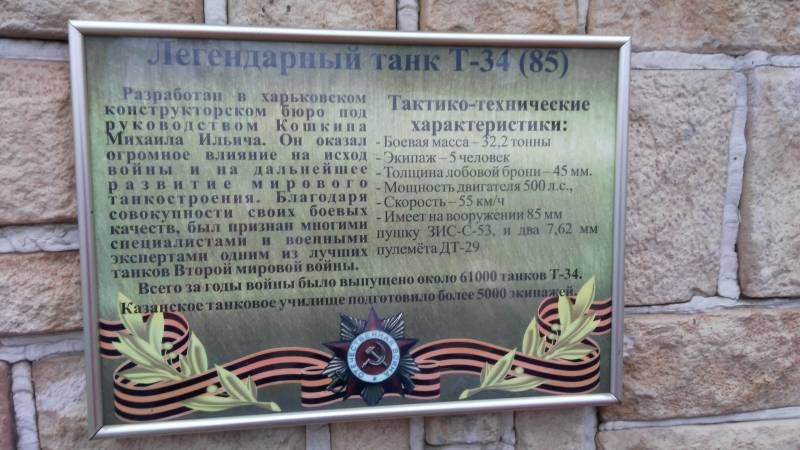 Легендарный танк Т-34 (85)
Разработан в харьковском
конструкторском бюро под
руководством Кошкина
Михаила Ильича. Он оказал
огромное влияние на исход
войны и на дальнейшее
развитие мирового
танкостроения. Благодаря
совокупности своих боевых
качеств, был признан многими
специалистами и военными
экспертами одним из лучших
танков Второй мировой войны.
Тактико-технические
характеристики:
- Боевая масса – 32,2 тонны
- Экипаж – 5 человек
- Толщина лобовой брони – 45 мм.
- Мощность двигателя 500 л.с.,
- Скорость – 55 км/ч
- Имеет на вооружении 85 мм
пушку ЗИС-С-53, и два 7,62 мм
пулемёта ДТ-29
Всего за годы войны было выпущено около 61000 танков Т-34.
Казанское танковое училище подготовило более 5000 экипажей.
ОТЕЧЕСТВЕННАЯ ВОЙНА